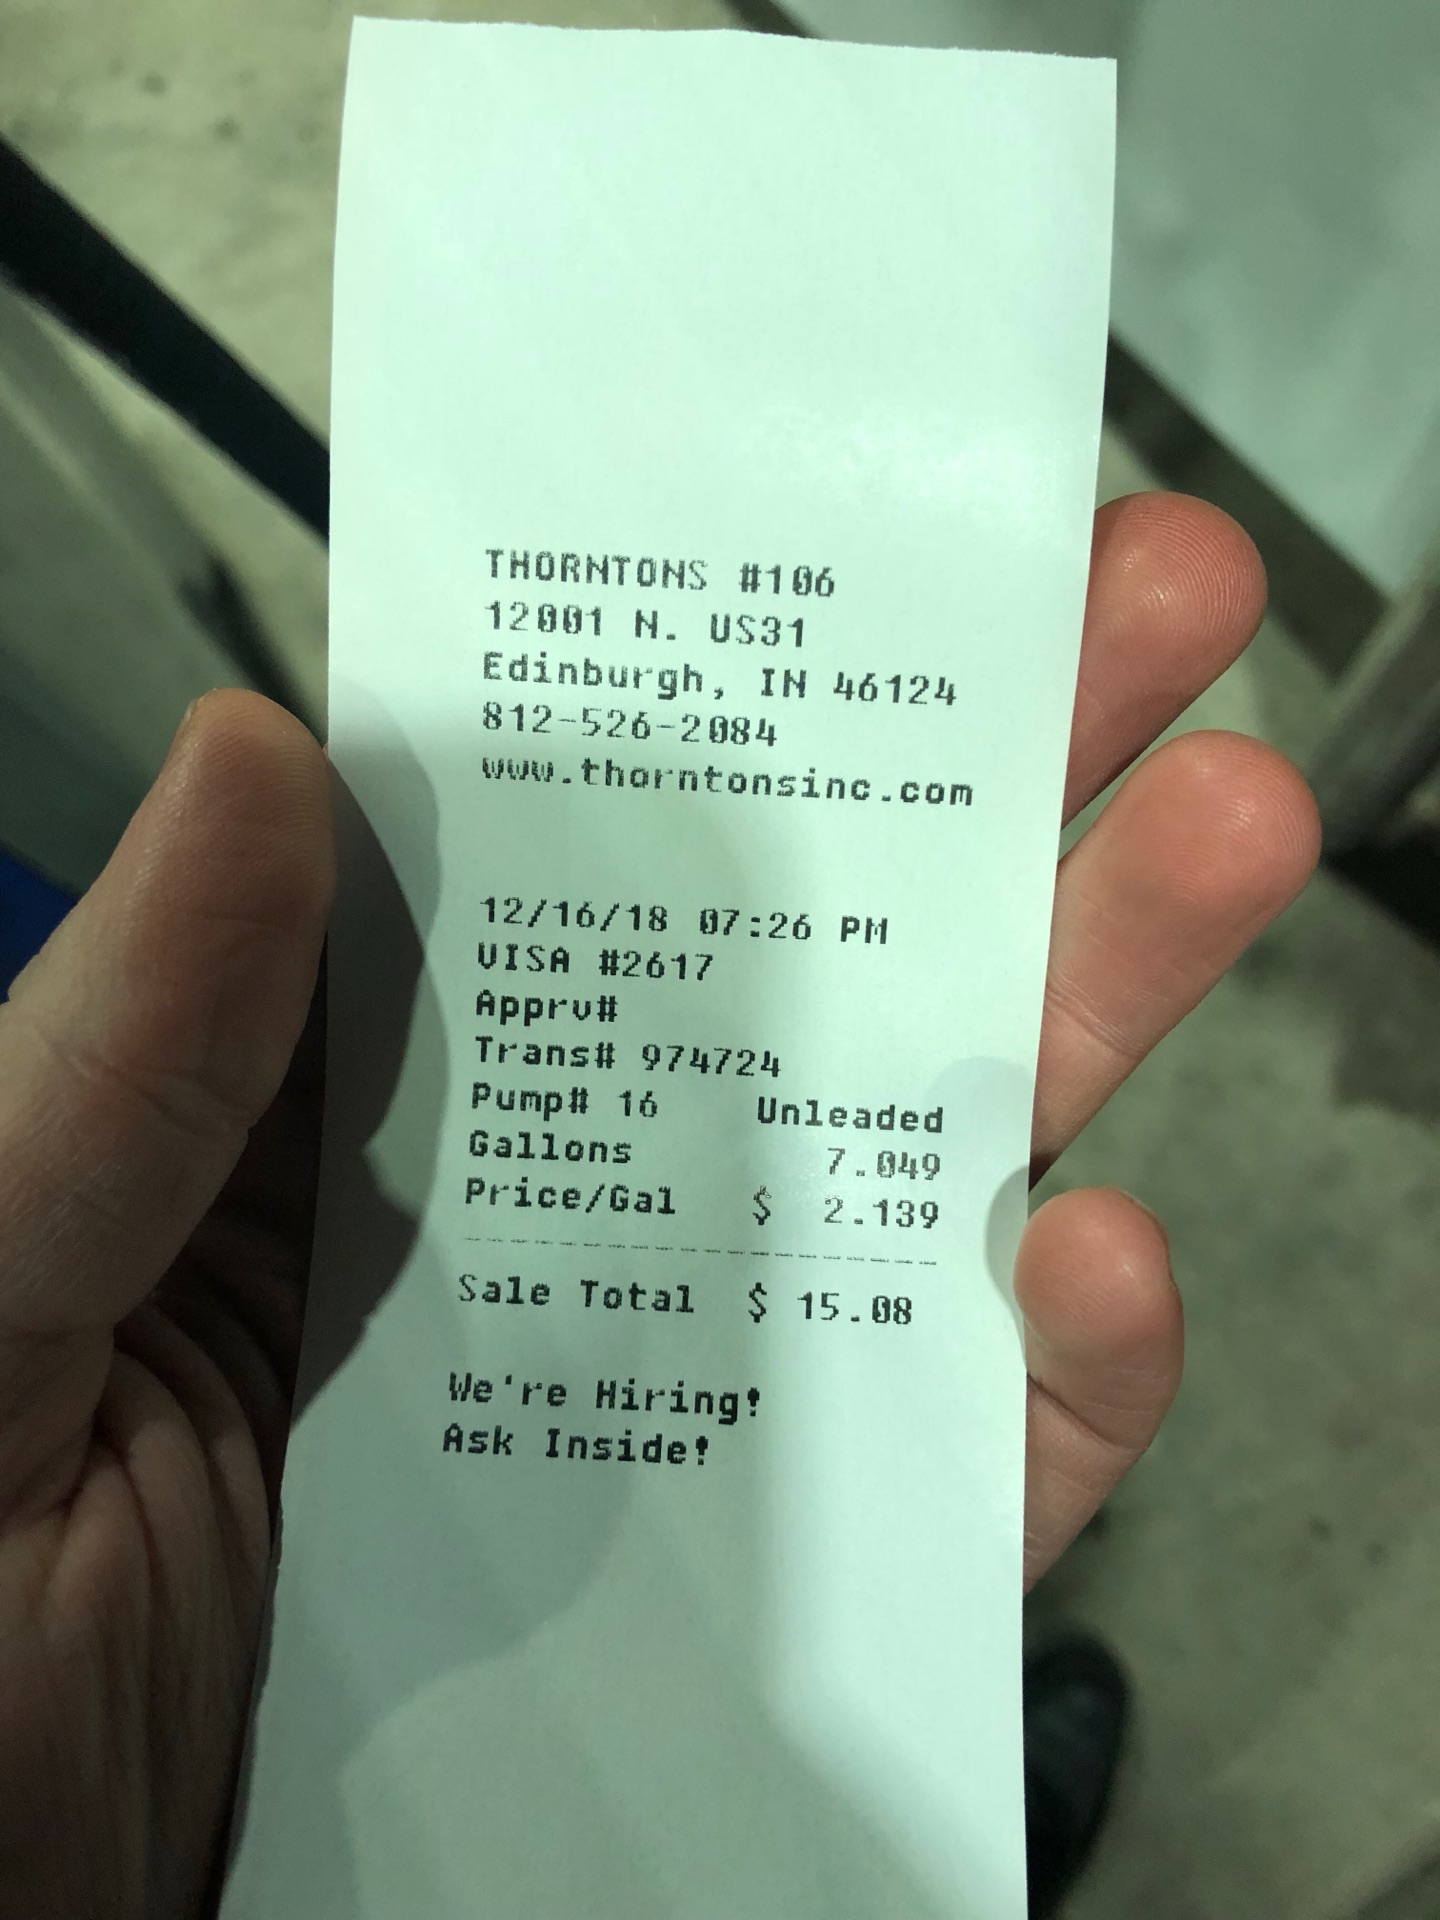 THORNTONS #106
12001 N. US31
Edinburgh, IN 46124
812-526-2084
www.thorntonsinc.com
12/16/18 07:26 PM
VISA #2617
Apprv#
Trans# 974724
Pump# 16 Unleaded
Gallons 7.049
Price/Gal $ 2.139
--------------------
Sale Total $ 15.08
We're Hiring!
Ask Inside!